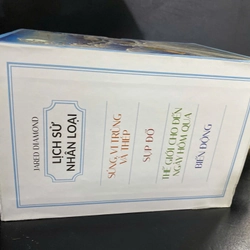 JARED DIAMOND
LỊCH SỬ
NHÂN LOẠI
SÚNG, VI TRÙNG
VÀ THÉP
SỤP ĐỔ
THẾ GIỚI CHO ĐẾN
NGÀY HÔM QUA
BIẾN ĐỘNG